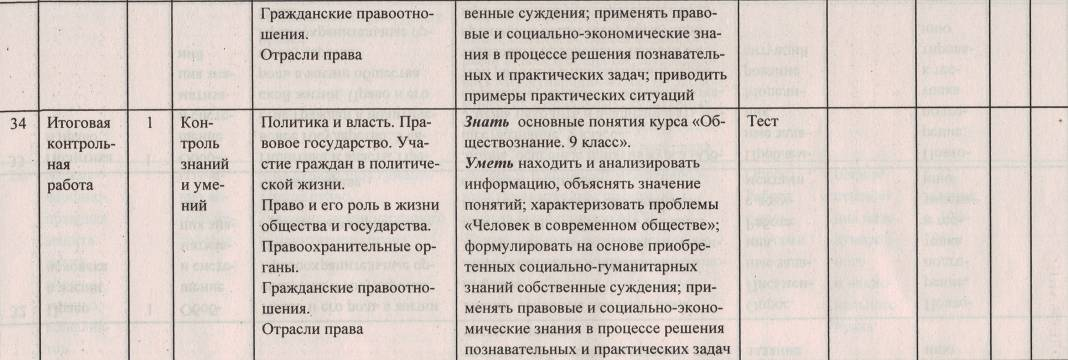 Гражданские правоотно-
шения.
Отрасли права
венные суждения; применять право-
вые и социально-экономические зна-
ния в процессе решения познаватель-
ных и практических задач; приводить
примеры практических ситуаций
34
Итоговая
контроль-
ная
работа
1
Кон-
троль
знаний
и уме-
ний
Политика и власть. Пра-
вовое государство. Уча-
стие граждан в политиче-
ской жизни.
Право и его роль в жизни
общества и государства.
Правоохранительные ор-
ганы.
Гражданские правоотно-
шения.
Отрасли права
Знать основные понятия курса «Об-
ществознание. 9 класс».
Уметь находить и анализировать
информацию, объяснять значение
понятий; характеризовать проблемы
«Человек в современном обществе»;
формулировать на основе приобре-
тенных социально-гуманитарных
знаний собственные суждения; при-
менять правовые и социально-эконо-
мические знания в процессе решения
познавательных и практических задач
Тест